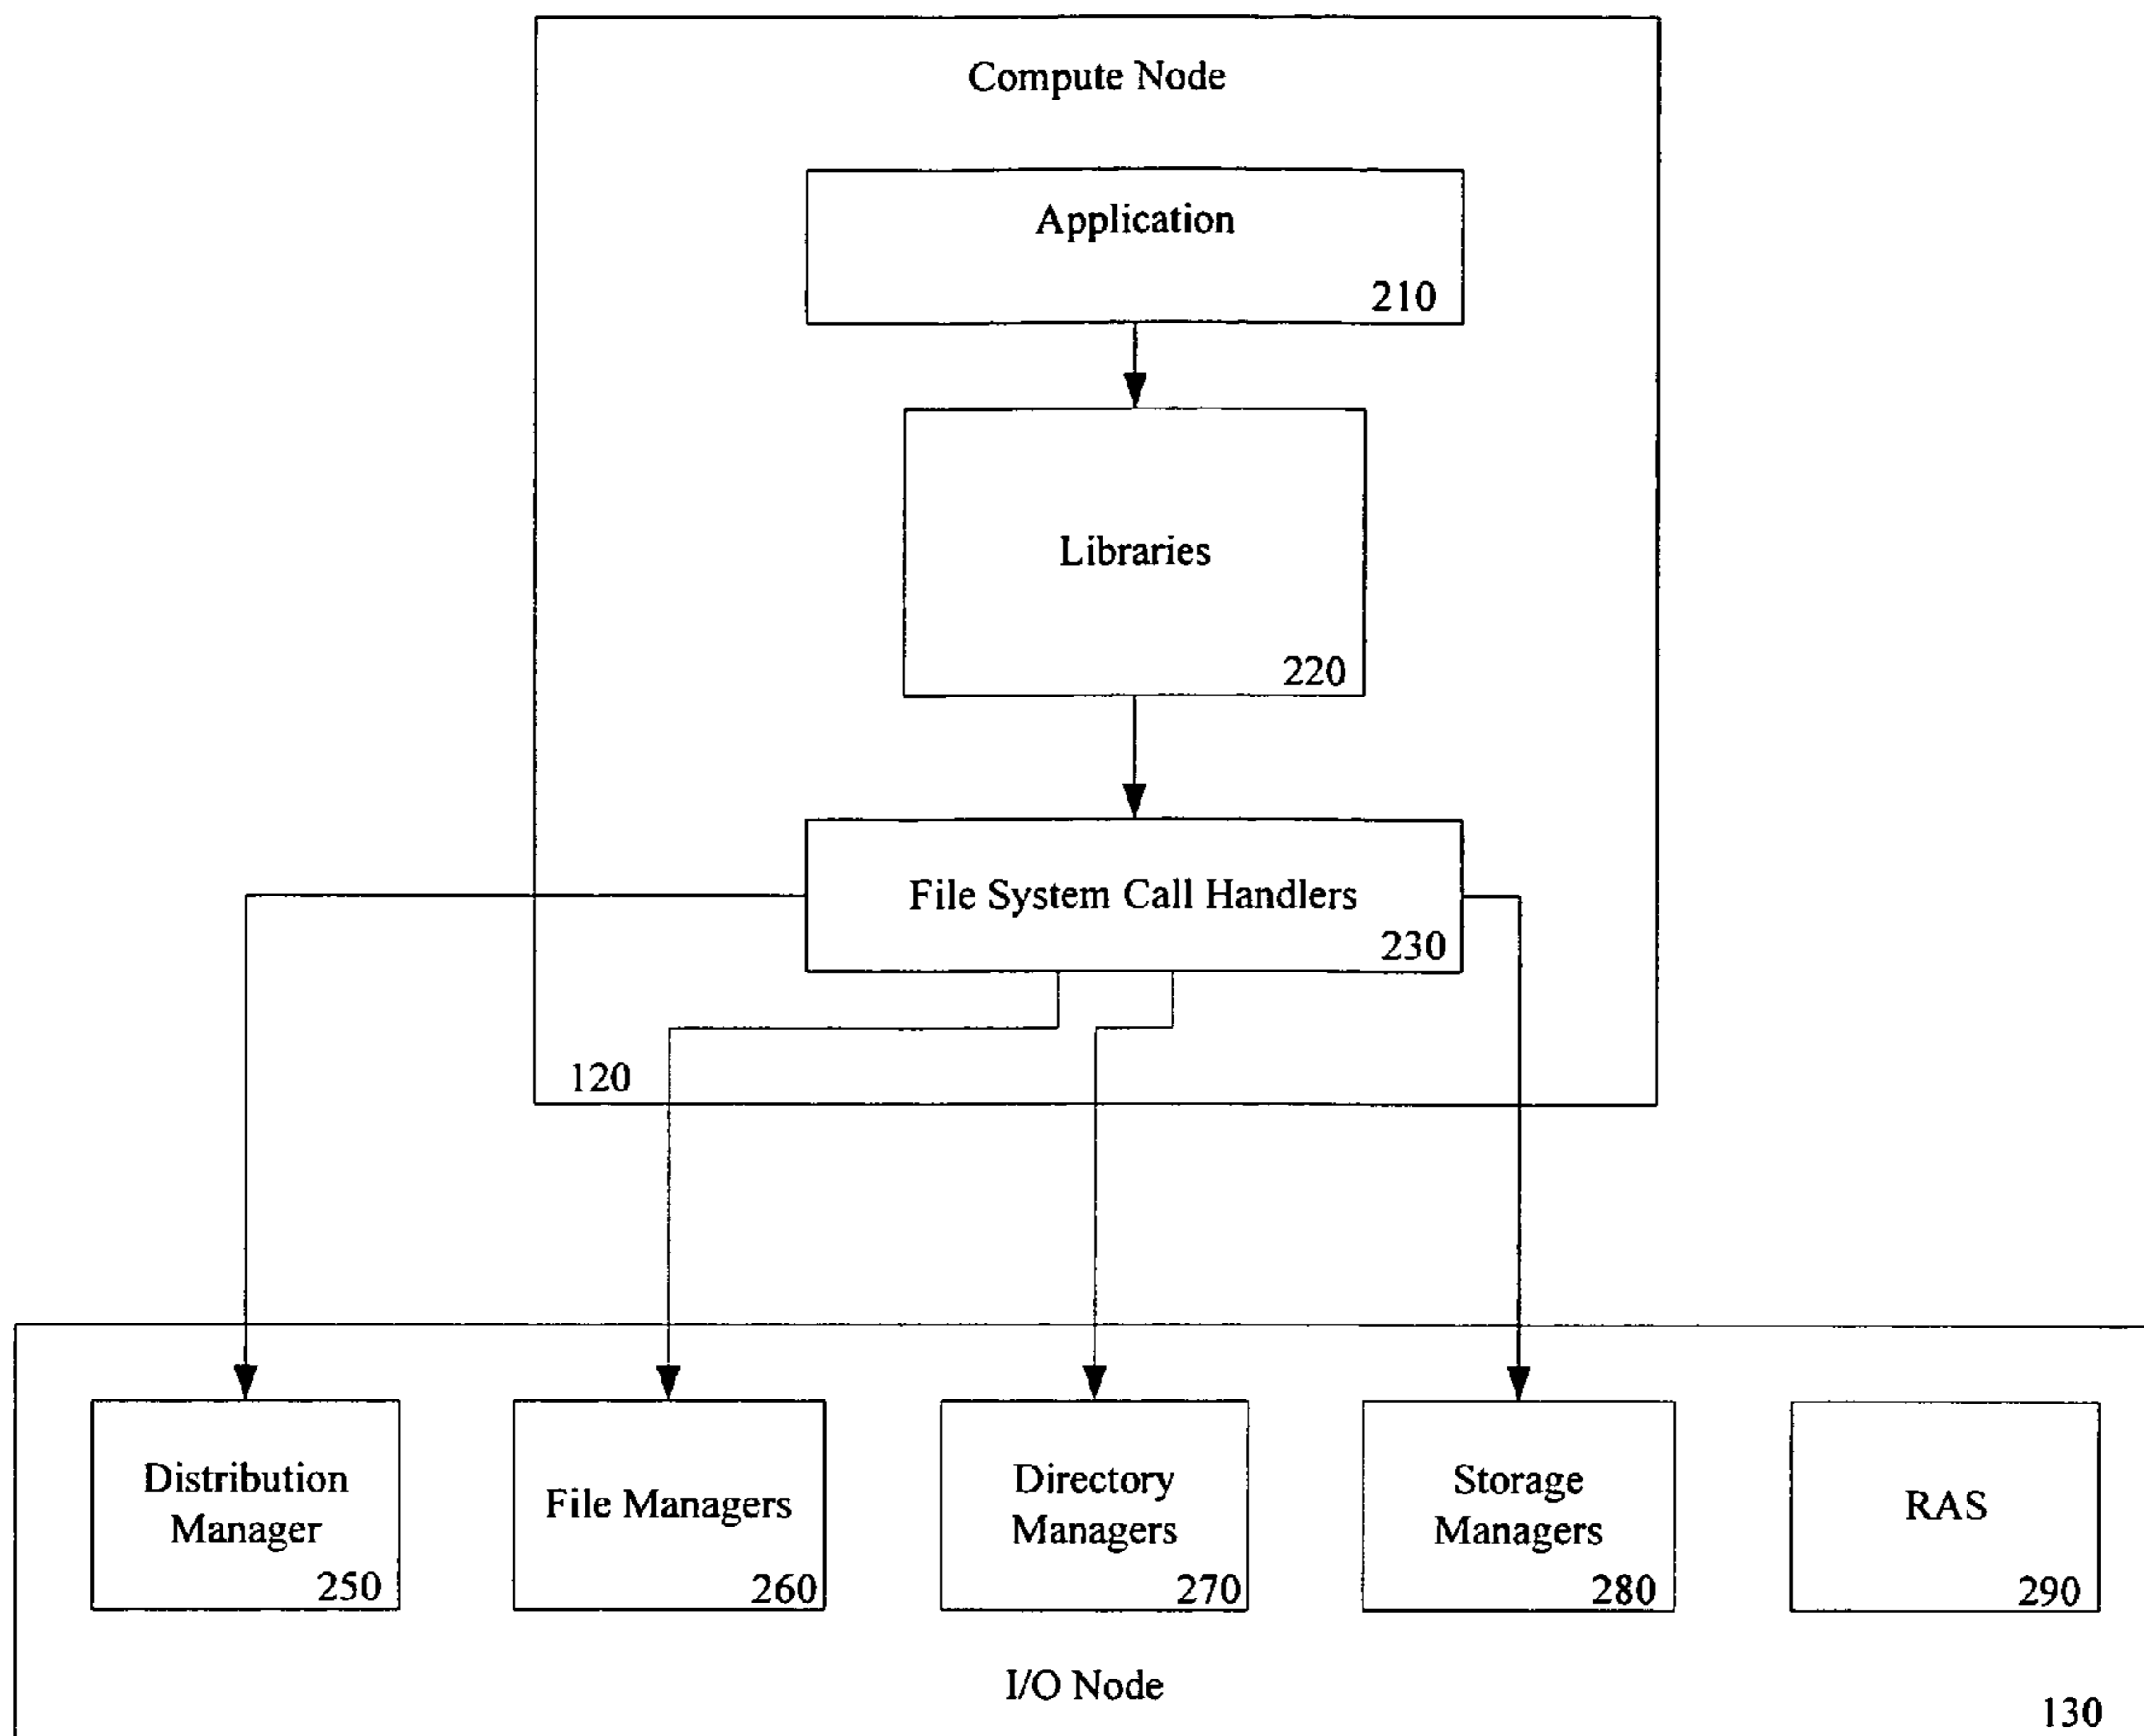 Compute Node
Application
210
Libraries
220
File System Call Handlers
230
120
Distribution
Manager
250
File Managers
260
Directory
Managers
270
Storage
Managers
280
RAS
290
I/O Node
130